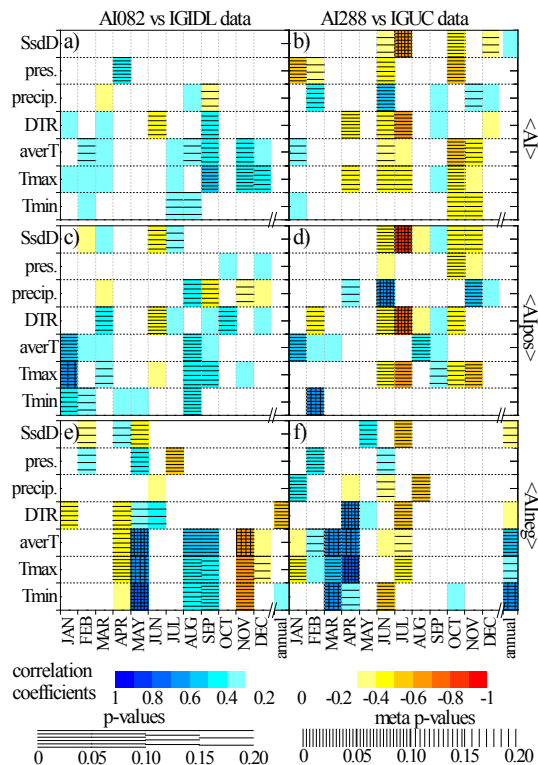 AI082 vs IGIDL data AI288 vs IGUC data
a) b)
SsdD
pres.
precip.
DTR
averT
Tmax
Tmin
<AI>
c) d)
SsdD
pres.
precip.
DTR
averT
Tmax
Tmin
<AIpos>
e) f)
SsdD
pres.
precip.
DTR
averT
Tmax
Tmin
<AIneg>
JAN FEB MAR APR MAY JUN JUL AUG SEP OCT NOV DEC annual JAN FEB MAR APR MAY JUN JUL AUG SEP OCT NOV DEC annual
correlation
coefficients
1 0.8 0.6 0.4 0.2 0 -0.2 -0.4 -0.6 -0.8 -1
p-values meta p-values
0 0.05 0.10 0.15 0.20 0 0.05 0.10 0.15 0.20